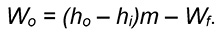 Wₒ = (hₒ – hᵢ)m – W_f.